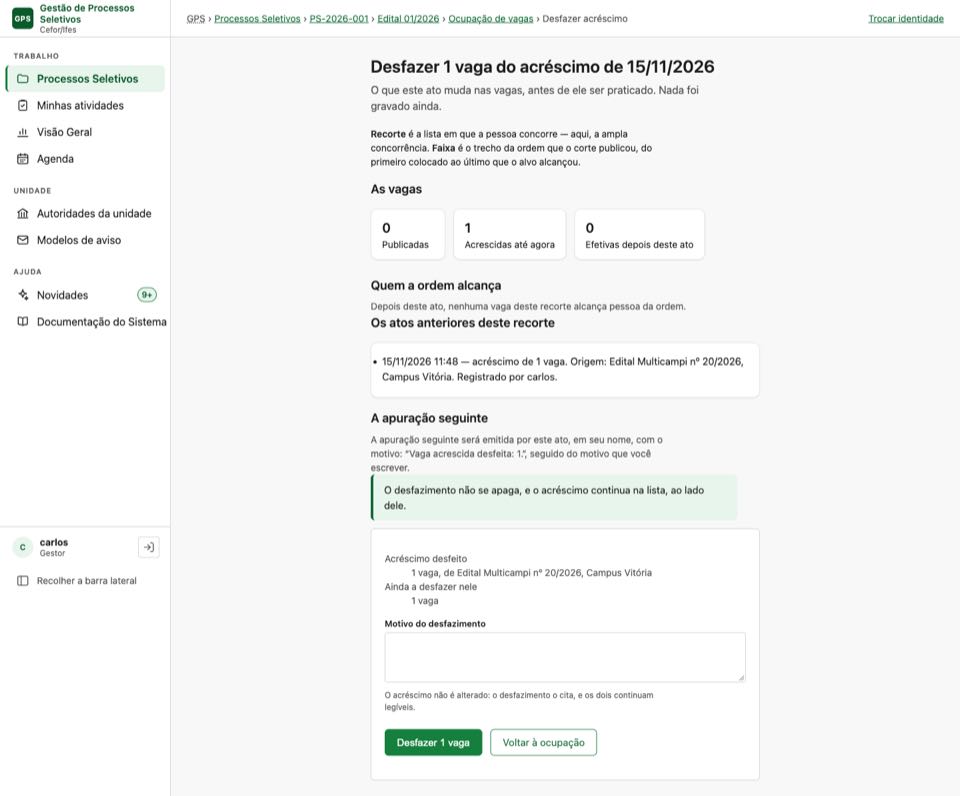 GPS
Gestão de Processos
Seletivos
Cefor/Ifes
GPS › Processos Seletivos › PS-2026-001 › Edital 01/2026 › Ocupação de vagas › Desfazer acréscimo
Trocar identidade
TRABALHO
Processos Seletivos
Minhas atividades
Visão Geral
Agenda
UNIDADE
Autoridades da unidade
Modelos de aviso
AJUDA
Novidades
9+
Documentação do Sistema
C
carlos
Gestor
Recolher a barra lateral
Desfazer 1 vaga do acréscimo de 15/11/2026
O que este ato muda nas vagas, antes de ele ser praticado. Nada foi
gravado ainda.
Recorte é a lista em que a pessoa concorre — aqui, a ampla
concorrência. Faixa é o trecho da ordem que o corte publicou, do
primeiro colocado ao último que o alvo alcançou.
As vagas
0
Publicadas
1
Acrescidas até agora
0
Efetivas depois deste ato
Quem a ordem alcança
Depois deste ato, nenhuma vaga deste recorte alcança pessoa da ordem.
Os atos anteriores deste recorte
• 15/11/2026 11:48 — acréscimo de 1 vaga. Origem: Edital Multicampi nº 20/2026,
Campus Vitória. Registrado por carlos.
A apuração seguinte
A apuração seguinte será emitida por este ato, em seu nome, com o
motivo: “Vaga acrescida desfeita: 1.”, seguido do motivo que você
escrever.
O desfazimento não se apaga, e o acréscimo continua na lista, ao lado
dele.
Acréscimo desfeito
1 vaga, de Edital Multicampi nº 20/2026, Campus Vitória
Ainda a desfazer nele
1 vaga
Motivo do desfazimento
O acréscimo não é alterado: o desfazimento o cita, e os dois continuam
legíveis.
Desfazer 1 vaga
Voltar à ocupação